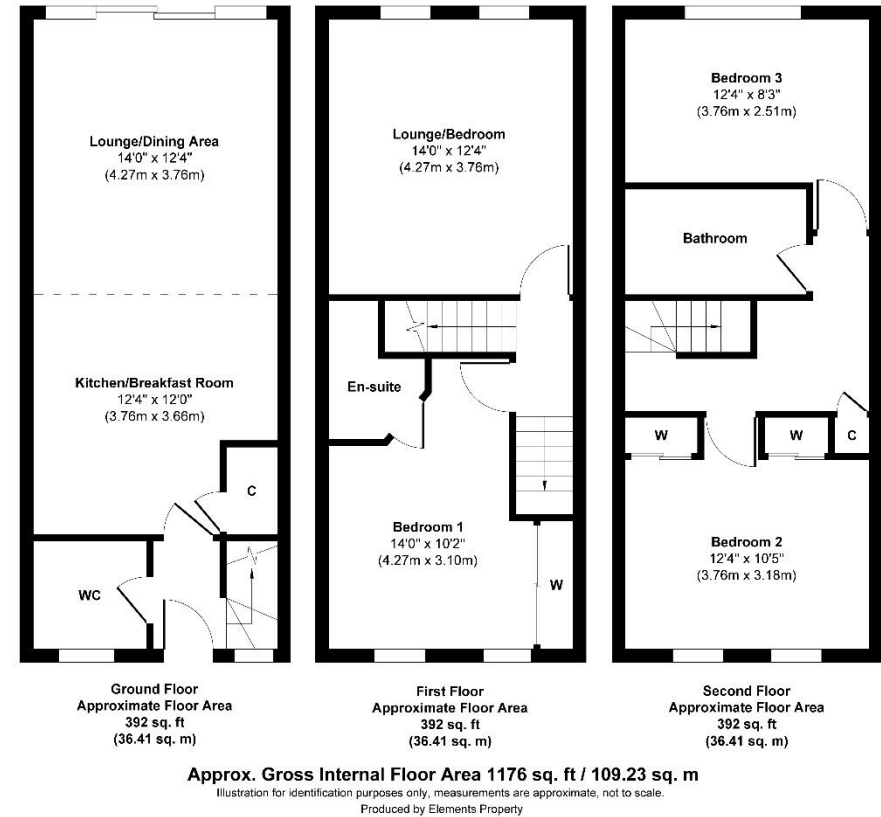 Lounge/Dining Area
14'0" x 12'4"
(4.27m x 3.76m)
Kitchen/Breakfast Room
12'4" x 12'0"
(3.76m x 3.66m)
C
WC
Ground Floor
Approximate Floor Area
392 sq. ft
(36.41 sq. m)
Lounge/Bedroom
14'0" x 12'4"
(4.27m x 3.76m)
En-suite
Bedroom 1
14'0" x 10'2"
(4.27m x 3.10m)
W
First Floor
Approximate Floor Area
392 sq. ft
(36.41 sq. m)
Bedroom 3
12'4" x 8'3"
(3.76m x 2.51m)
Bathroom
W
W
C
Bedroom 2
12'4" x 10'5"
(3.76m x 3.18m)
Second Floor
Approximate Floor Area
392 sq. ft
(36.41 sq. m)
Approx. Gross Internal Floor Area 1176 sq. ft / 109.23 sq. m
Illustration for identification purposes only, measurements are approximate, not to scale.
Produced by Elements Property